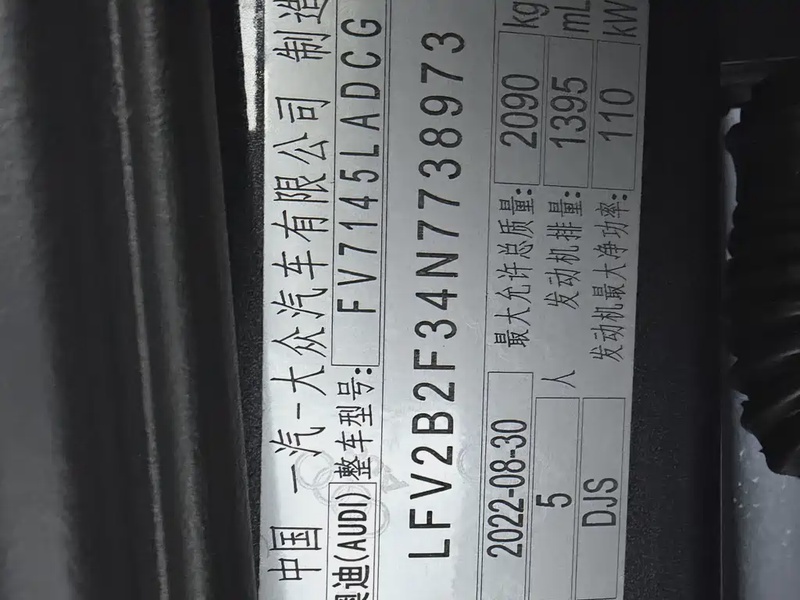 中国 一汽-大众汽车有限公司 制造
奥迪(AUDI) 整车型号: FV7145LADCG
LFV2B2F34N7738973
2022-08-30 最大允许总质量: 2090 kg
5 人 发动机排量: 1395 mL
DJS 发动机最大净功率: 110 kW